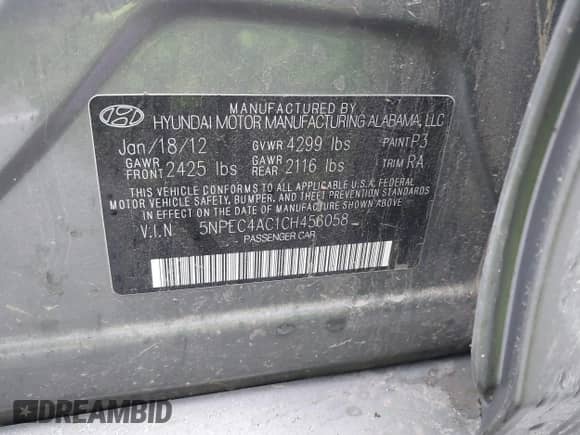 MANUFACTURED BY
HYUNDAI MOTOR MANUFACTURING ALABAMA, LLC
Jan/18/12 GVWR 4299 lbs PAINT P3
GAWR FRONT 2425 lbs GAWR REAR 2116 lbs TRIM RA
THIS VEHICLE CONFORMS TO ALL APPLICABLE U.S.A. FEDERAL
MOTOR VEHICLE SAFETY, BUMPER, AND THEFT PREVENTION STANDARDS
IN EFFECT ON THE DATE OF MANUFACTURE SHOWN ABOVE.
V.I.N 5NPEC4AC1CH456058
PASSENGER CAR
DREAMBID